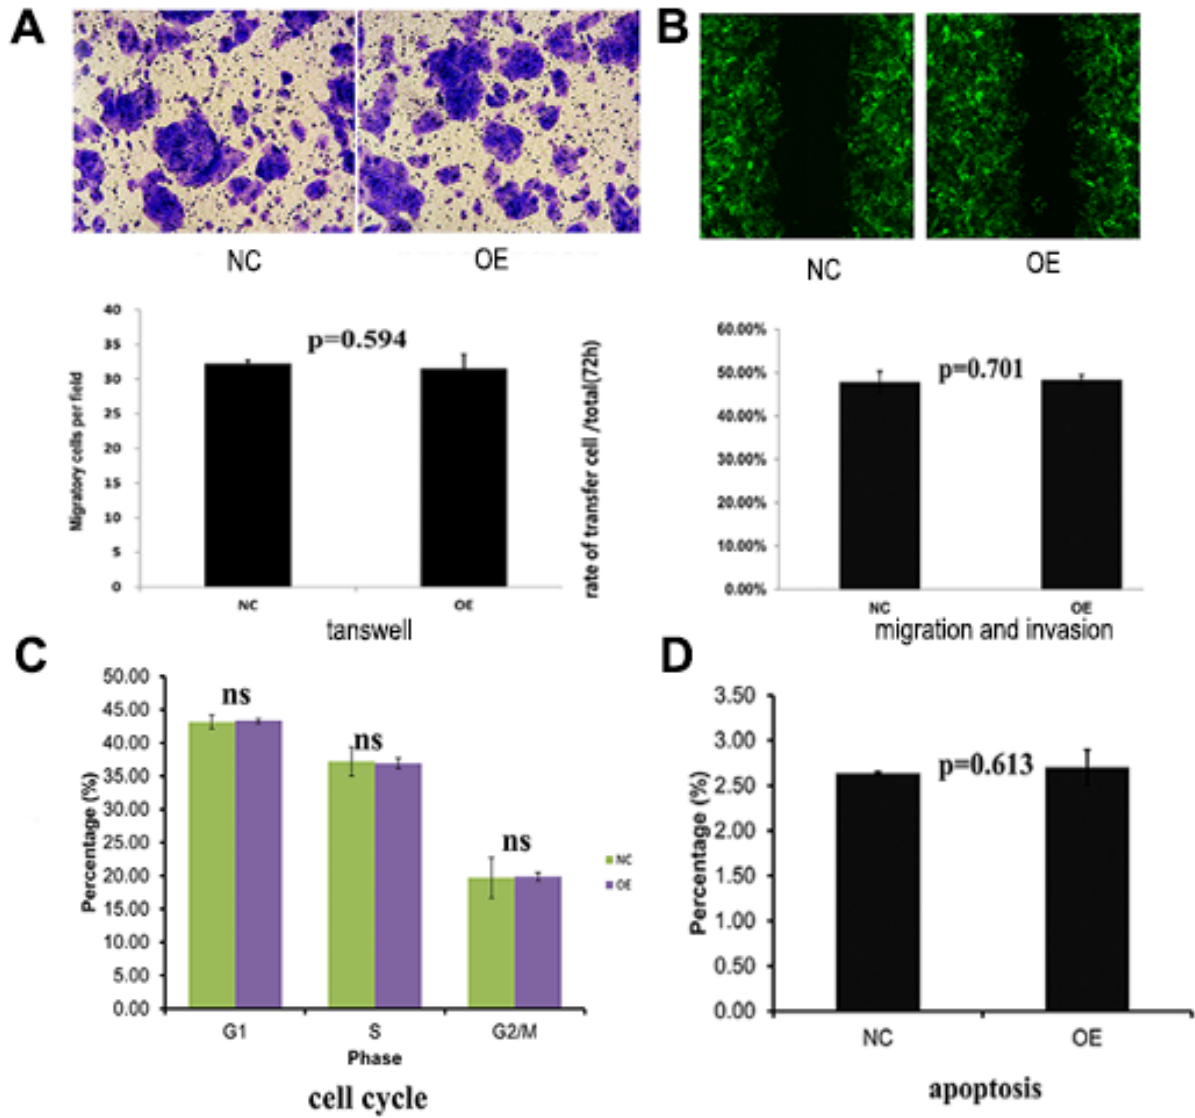 A
B
NC
OE
NC
OE
p=0.594
Migratory cells per field
40
35
30
25
20
15
10
5
0
NC
OE
tanswell
p=0.701
rate of transfer cell /total(72h)
60.00%
50.00%
40.00%
30.00%
20.00%
10.00%
0.00%
NC
OE
migration and invasion
C
ns
ns
ns
Percentage (%)
50.00
45.00
40.00
35.00
30.00
25.00
20.00
15.00
10.00
5.00
0.00
G1
S
G2/M
Phase
NC
OE
cell cycle
D
p=0.613
Percentage (%)
3.50
3.00
2.50
2.00
1.50
1.00
0.50
0.00
NC
OE
apoptosis